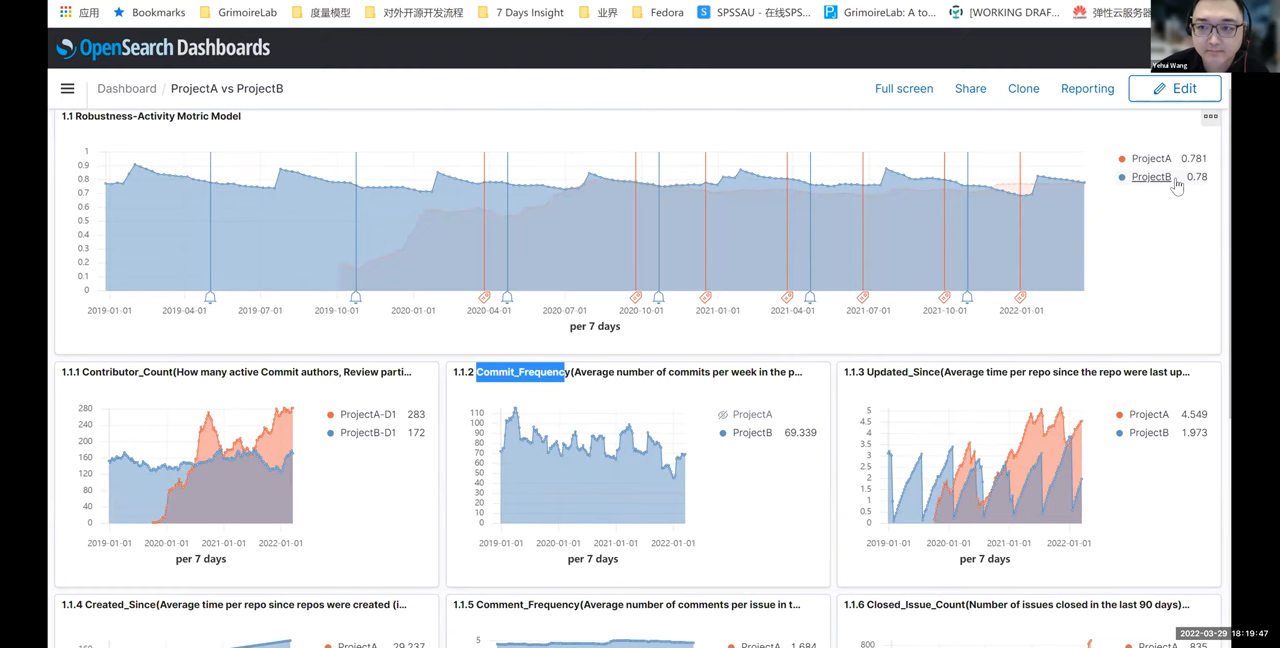 应用 Bookmarks GrimoireLab 度量模型 对外开源开发流程 7 Days Insight 业界 Fedora SPSSAU - 在线SPS... GrimoireLab: A to... [WORKING DRAF... 弹性云服务器
Yehui Wang
OpenSearch Dashboards
Dashboard ProjectA vs ProjectB Full screen Share Clone Reporting Edit
1.1 Robustness-Activity Motric Model
1
0.9
0.8
0.7
0.6
0.5
0.4
0.3
0.2
0.1
0
2019-01-01 2019-04-01 2019-07-01 2019-10-01 2020-01-01 2020-04-01 2020-07-01 2020-10-01 2021-01-01 2021-04-01 2021-07-01 2021-10-01 2022-01-01
per 7 days
ProjectA 0.781
ProjectB 0.78
1.1.1 Contributor_Count(How many active Commit authors, Review parti...
280
240
200
160
120
80
40
0
2019-01-01 2020-01-01 2021-01-01 2022-01-01
per 7 days
ProjectA-D1 283
ProjectB-D1 172
1.1.2 Commit_Frequency(Average number of commits per week in the p...
110
100
90
80
70
60
50
40
30
20
10
0
2019-01-01 2020-01-01 2021-01-01 2022-01-01
per 7 days
ProjectA
ProjectB 69.339
1.1.3 Updated_Since(Average time per repo since the repo were last up...
5
4.5
4
3.5
3
2.5
2
1.5
1
0.5
0
2019-01-01 2020-01-01 2021-01-01 2022-01-01
per 7 days
ProjectA 4.549
ProjectB 1.973
1.1.4 Created_Since(Average time per repo since repos were created (i...
160
ProjectA 29.237
1.1.5 Comment_Frequency(Average number of comments per issue in t...
5
ProjectA 1.684
1.1.6 Closed_Issue_Count(Number of issues closed in the last 90 days)...
800
ProjectA 835
2022-03-29 18:19:47